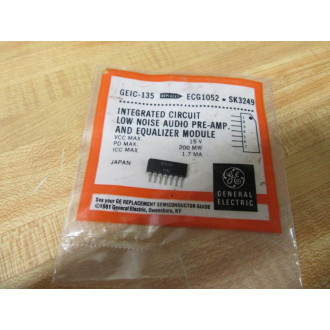 GEIC-135 ECG1052 • SK3249
INTEGRATED CIRCUIT
LOW NOISE AUDIO PRE-AMP.
AND EQUALIZER MODULE
VCC MAX. 15 V
PD MAX. 200 MW
ICC MAX. 1.7 MA
JAPAN
GE
GENERAL
ELECTRIC
See your GE REPLACEMENT SEMICONDUCTOR GUIDE
©1981 General Electric, Owensboro, KY